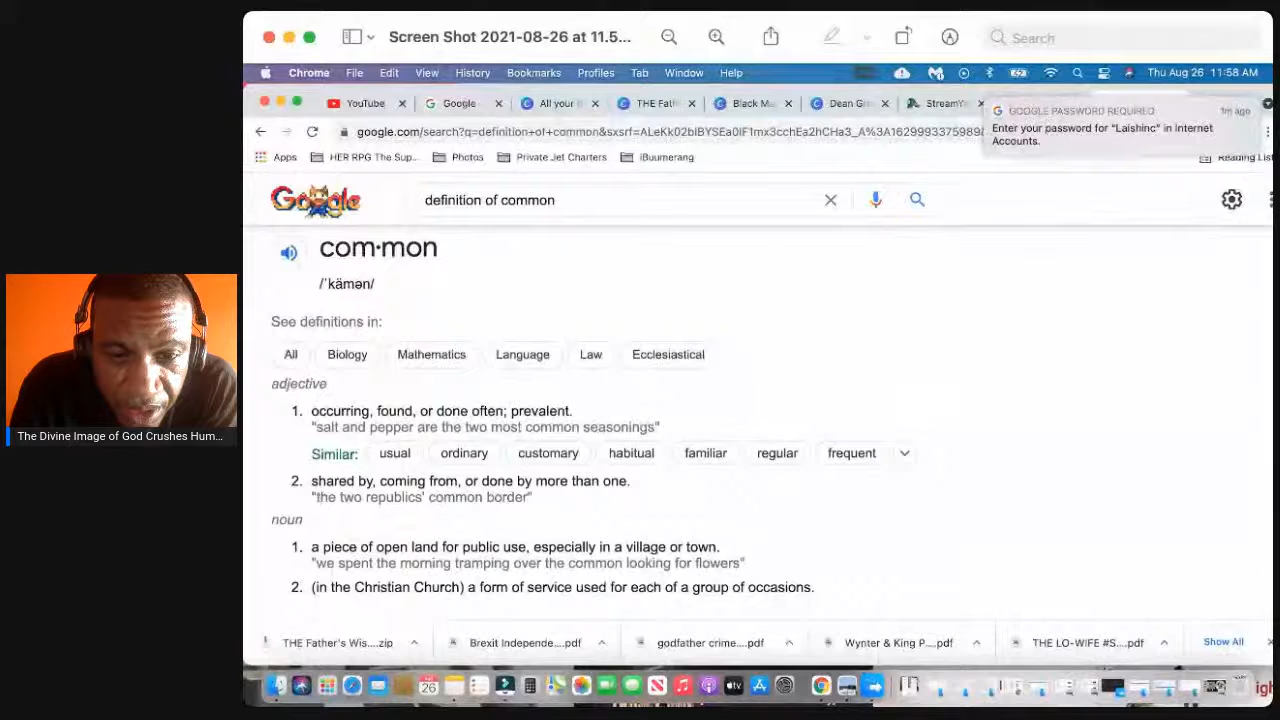 Screen Shot 2021-08-26 at 11.5...
Search
Chrome File Edit View History Bookmarks Profiles Tab Window Help Thu Aug 26 11:58 AM
YouTube Google All your THE Fath Black Ma Dean Gr StreamYa
GOOGLE PASSWORD REQUIRED 1m ago
Enter your password for "LaishInc" in Internet
Accounts.
Apps HER RPG The Sup... Photos Private Jet Charters iBuumerang Reading List
Google definition of common
com·mon
/ˈkämən/
See definitions in:
All Biology Mathematics Language Law Ecclesiastical
adjective
1. occurring, found, or done often; prevalent.
"salt and pepper are the two most common seasonings"
Similar: usual ordinary customary habitual familiar regular frequent
2. shared by, coming from, or done by more than one.
"the two republics' common border"
noun
1. a piece of open land for public use, especially in a village or town.
"we spent the morning tramping over the common looking for flowers"
2. (in the Christian Church) a form of service used for each of a group of occasions.
The Divine Image of God Crushes Hum...
THE Father's Wis....zip Brexit Independe....pdf godfather crime....pdf Wynter & King P....pdf THE LO-WIFE #S....pdf Show All
26
tv